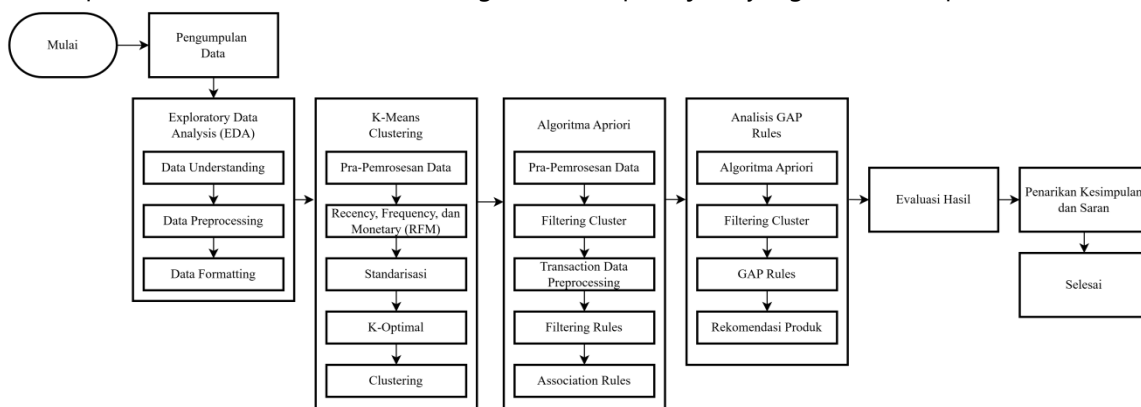 Mulai
Pengumpulan
Data
Exploratory Data
Analysis (EDA)
Data Understanding
Data Preprocessing
Data Formatting
K-Means
Clustering
Pra-Pemrosesan Data
Recency, Frequency, dan
Monetary (RFM)
Standarisasi
K-Optimal
Clustering
Algoritma Apriori
Pra-Pemrosesan Data
Filtering Cluster
Transaction Data
Preprocessing
Filtering Rules
Association Rules
Analisis GAP
Rules
Algoritma Apriori
Filtering Cluster
GAP Rules
Rekomendasi Produk
Evaluasi Hasil
Penarikan Kesimpulan
dan Saran
Selesai